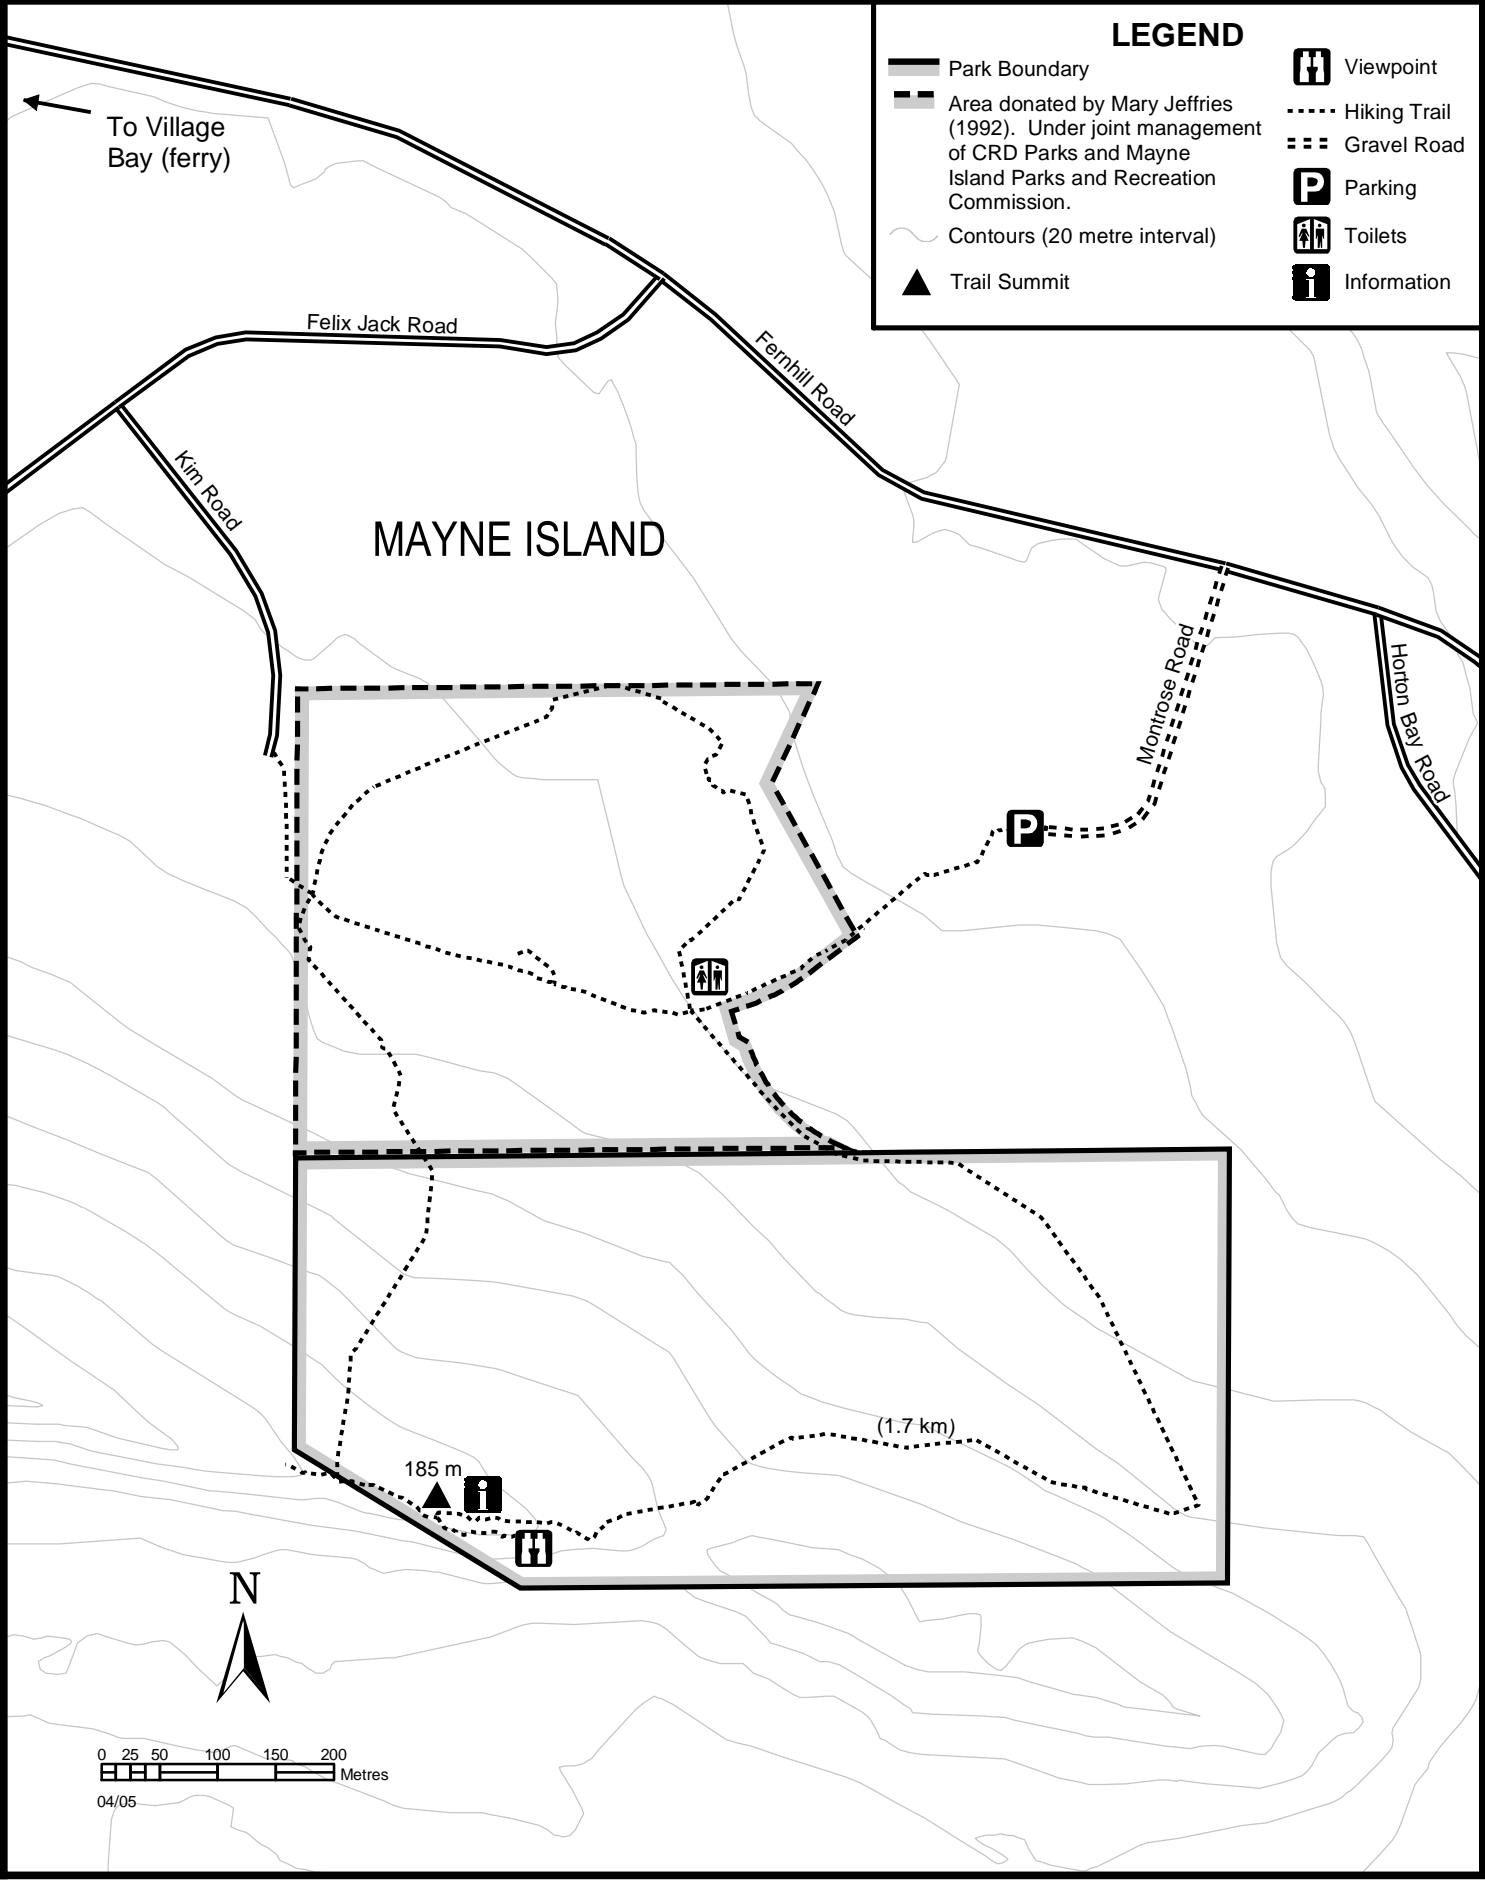 LEGEND
Park Boundary
Area donated by Mary Jeffries
(1992). Under joint management
of CRD Parks and Mayne
Island Parks and Recreation
Commission.
Contours (20 metre interval)
Trail Summit
Viewpoint
Hiking Trail
Gravel Road
P
Parking
Toilets
i
Information
To Village
Bay (ferry)
Felix Jack Road
Fernhill Road
Kim Road
MAYNE ISLAND
Montrose Road
Horton Bay Road
P
(1.7 km)
185 m
i
N
0 25 50 100 150 200
Metres
04/05